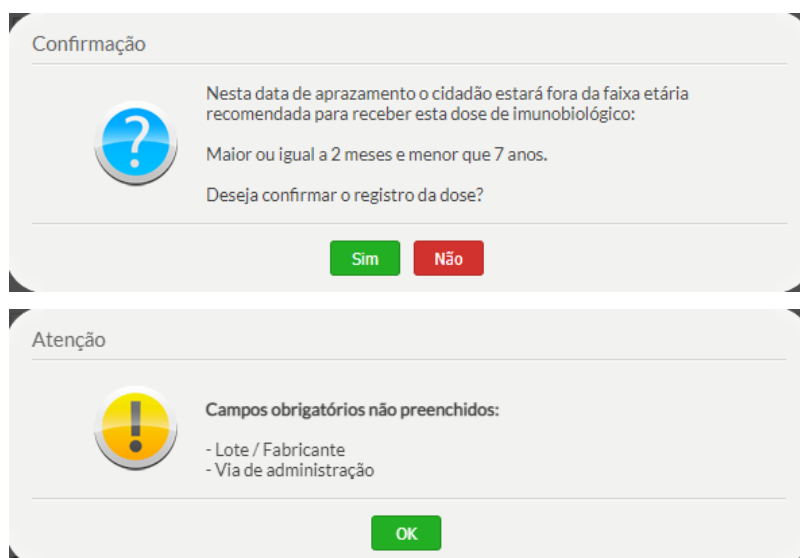 Confirmação
Nesta data de aprazamento o cidadão estará fora da faixa etária
recomendada para receber esta dose de imunobiológico:
Maior ou igual a 2 meses e menor que 7 anos.
Deseja confirmar o registro da dose?
Sim Não
Atenção
Campos obrigatórios não preenchidos:
- Lote / Fabricante
- Via de administração
OK